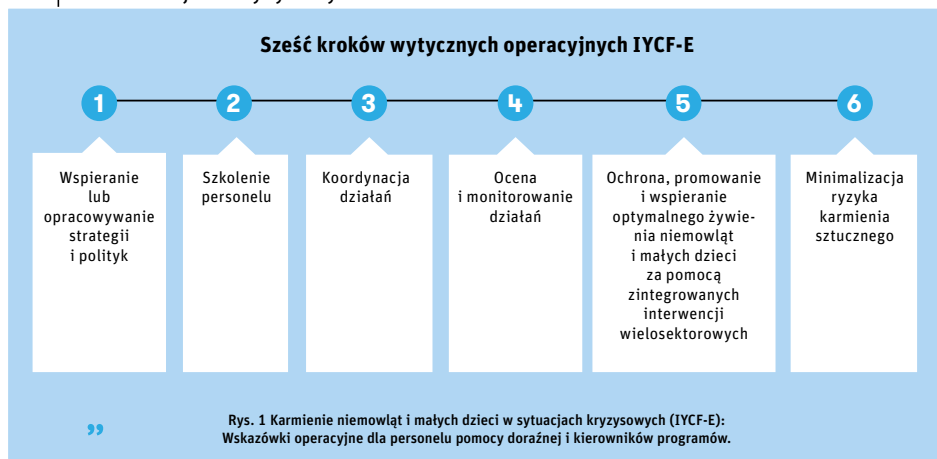 Sześć kroków wytycznych operacyjnych IYCF-E
1
2
3
4
5
6
Wspieranie
lub
opracowywanie
strategii
i polityk
Szkolenie
personelu
Koordynacja
działań
Ocena
i monitorowanie
działań
Ochrona, promowanie
i wspieranie
optymalnego żywie-
nia niemowląt
i małych dzieci
za pomocą
zintegrowanych
interwencji
wielosektorowych
Minimalizacja
ryzyka
karmienia
sztucznego
”
Rys. 1 Karmienie niemowląt i małych dzieci w sytuacjach kryzysowych (IYCF-E):
Wskazówki operacyjne dla personelu pomocy doraźnej i kierowników programów.